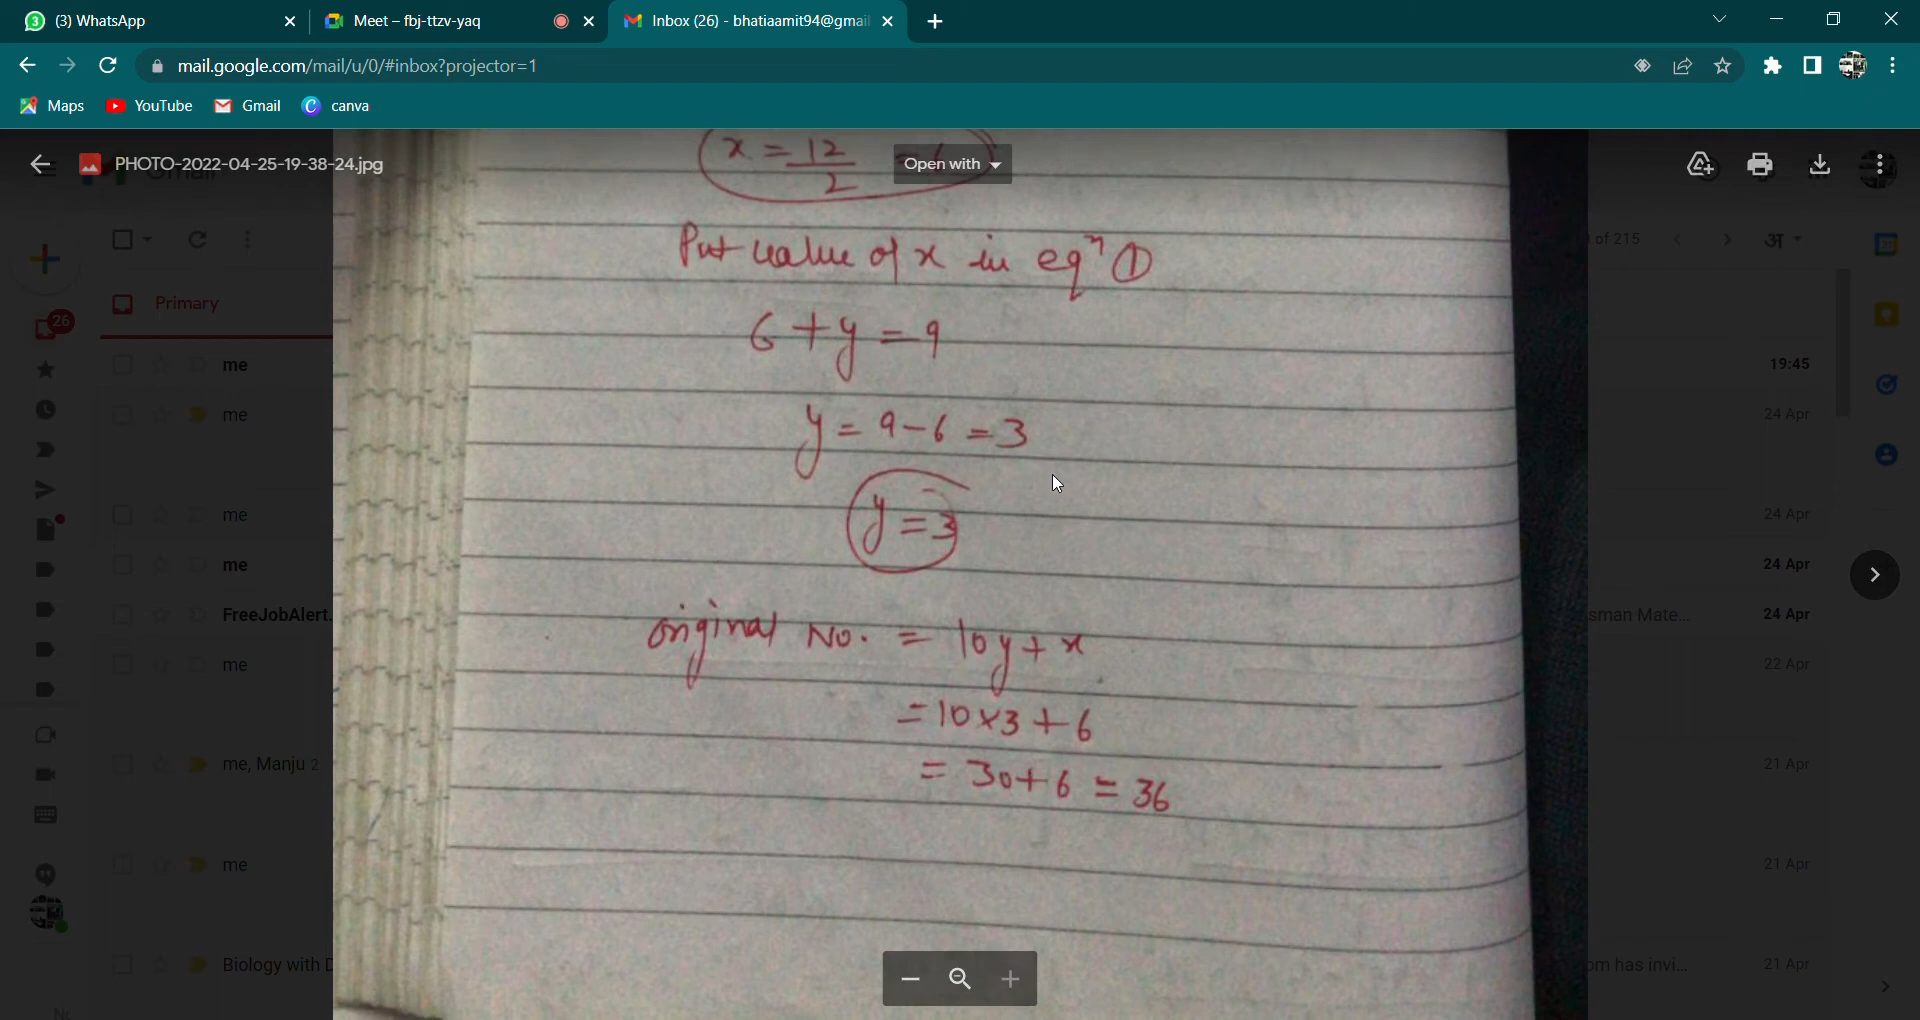 (3) WhatsApp
Meet – fbj-ttzv-yaq
Inbox (26) - bhatiaamit94@gmai
mail.google.com/mail/u/0/#inbox?projector=1
Maps
YouTube
Gmail
canva
PHOTO-2022-04-25-19-38-24.jpg
Open with
x = 12/2
Put value of x in eqⁿ ①
6 + y = 9
y = 9 - 6 = 3
y = 3
original No. = 10y + x
= 10 x 3 + 6
= 30 + 6 = 36
of 215
अ
26
Primary
me
19:45
me
24 Apr
me
24 Apr
me
24 Apr
FreeJobAlert.
sman Mate...
24 Apr
me
22 Apr
me, Manju 2
21 Apr
me
21 Apr
Biology with
om has invi...
21 Apr